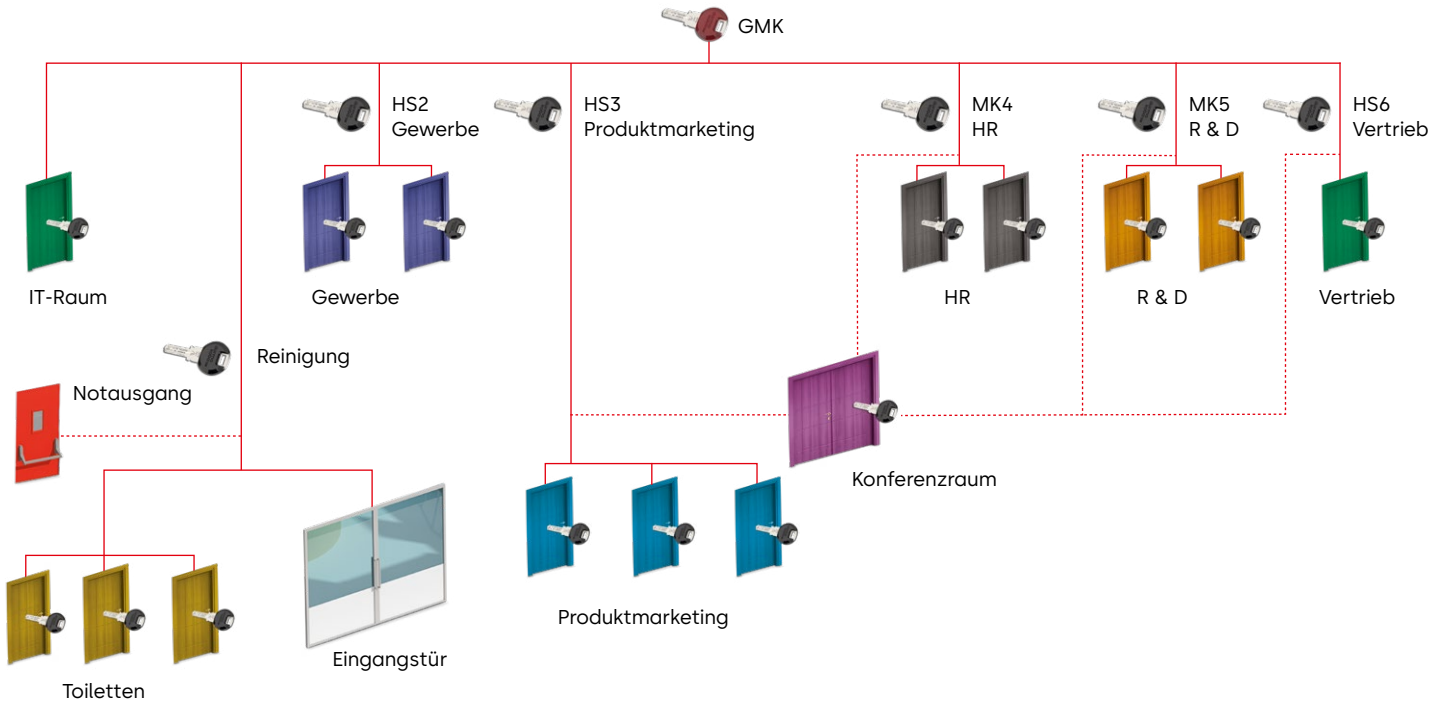 GMK
HS2
Gewerbe
HS3
Produktmarketing
MK4
HR
MK5
R & D
HS6
Vertrieb
IT-Raum
Gewerbe
HR
R & D
Vertrieb
Reinigung
Notausgang
Konferenzraum
Produktmarketing
Eingangstür
Toiletten